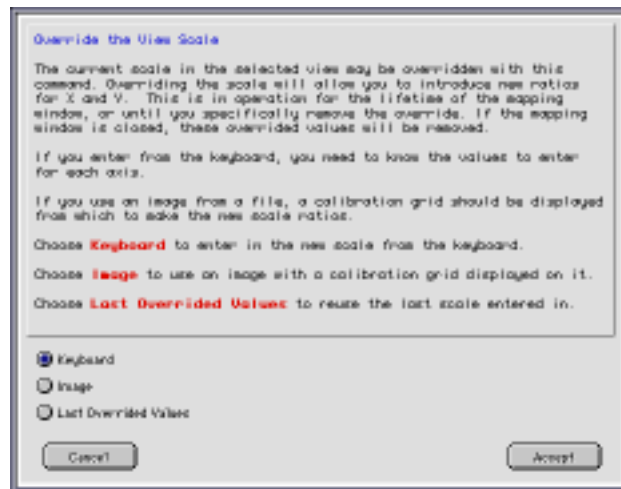 Override the View Scale
The current scale in the selected view may be overridden with this
command. Overriding the scale will allow you to introduce new ratios
for X and Y. This is in operation for the lifetime of the mapping
window, or until you specifically remove the override. If the mapping
window is closed, these overrided values will be removed.
If you enter from the keyboard, you need to know the values to enter
for each axis.
If you use an image from a file, a calibration grid should be displayed
from which to make the new scale ratios.
Choose Keyboard to enter in the new scale from the keyboard.
Choose Image to use an image with a calibration grid displayed on it.
Choose Last Overrided Values to reuse the last scale entered in.
Keyboard
Image
Last Overrided Values
Cancel
Accept